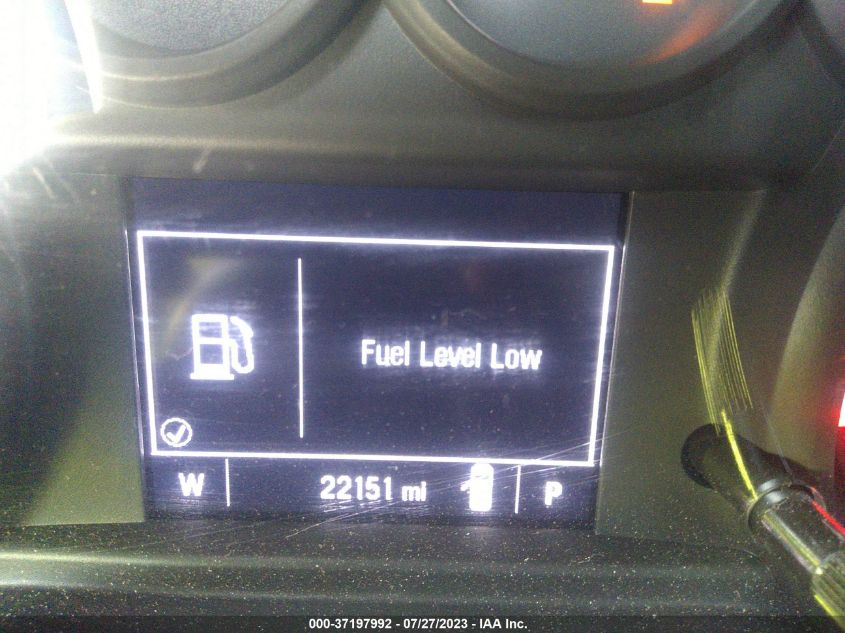 Fuel Level Low
W 22151 mi P
000-37197992 / 07/27/2023 - IAA Inc.